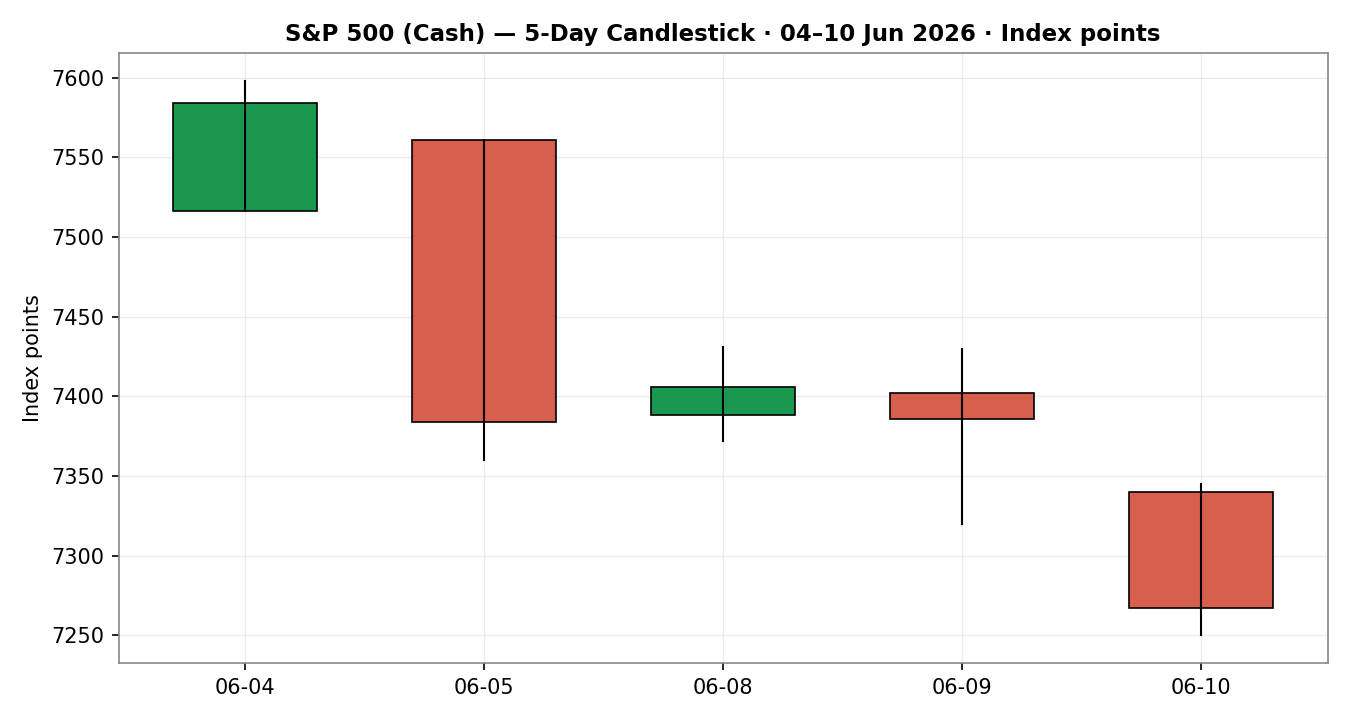 S&P 500 (Cash) — 5-Day Candlestick · 04–10 Jun 2026 · Index points
Index points
7600
7550
7500
7450
7400
7350
7300
7250
06-04 06-05 06-08 06-09 06-10